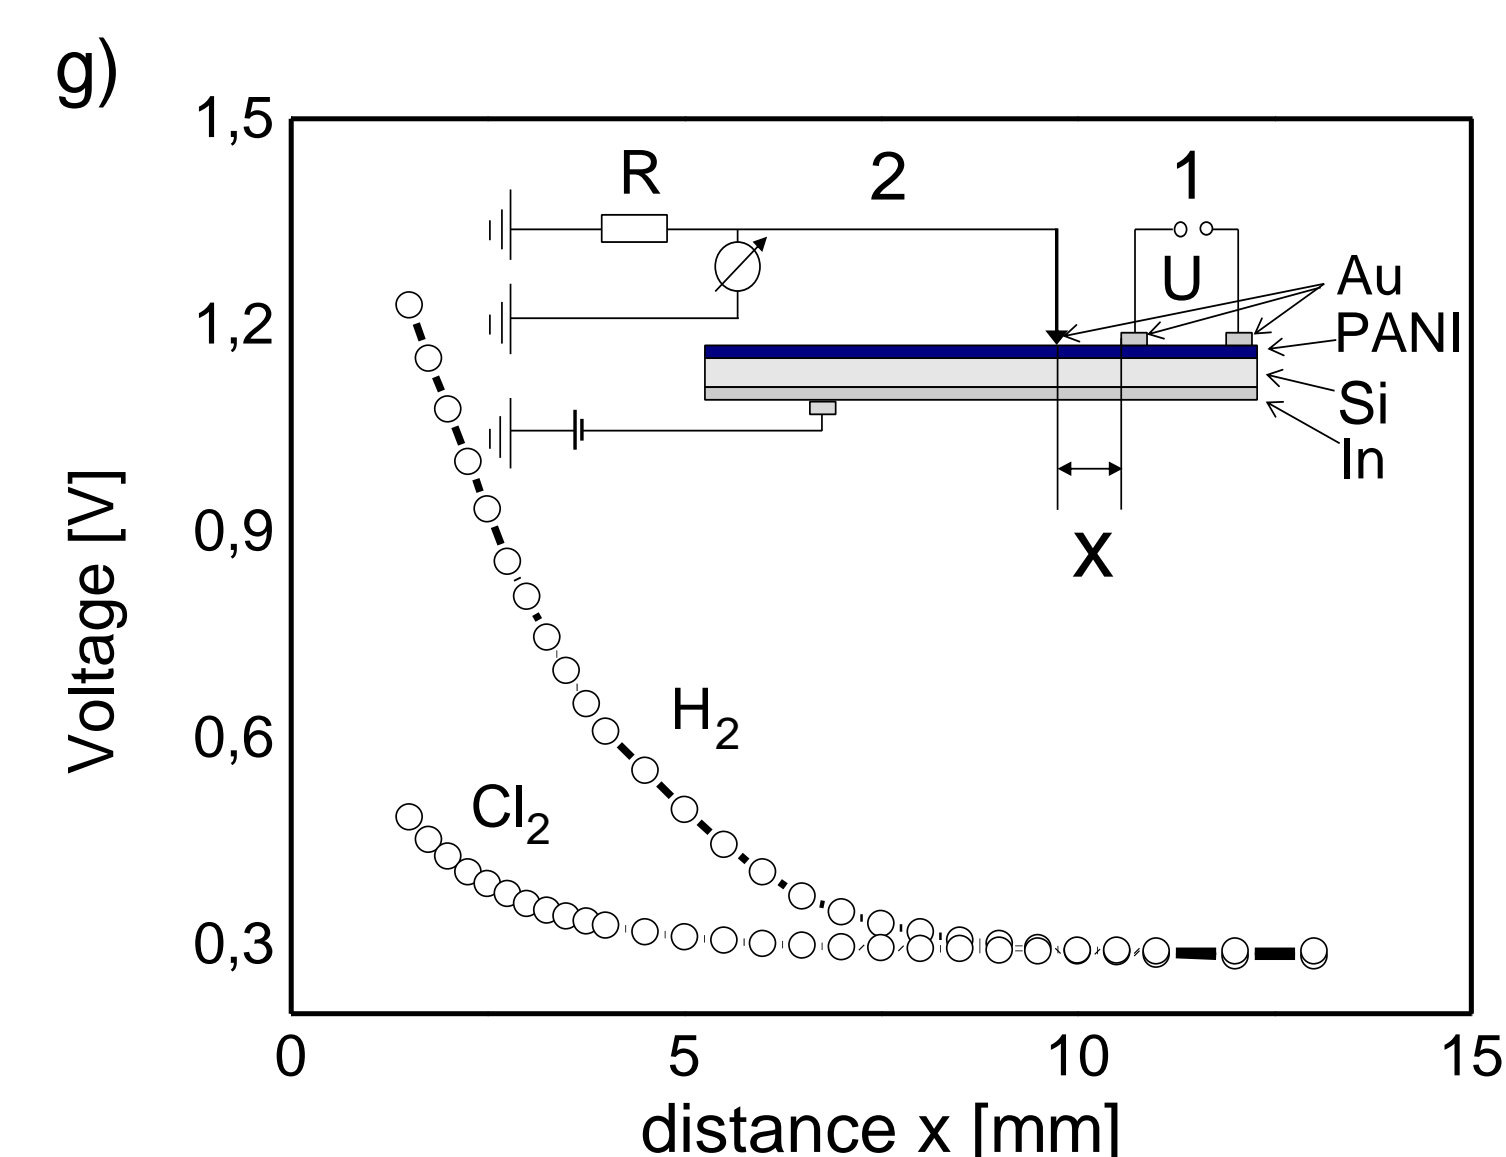 g)
1,5
R
2
1
U
Au
PANI
Si
In
x
1,2
0,9
0,6
0,3
Voltage [V]
H2
Cl2
0
5
10
15
distance x [mm]